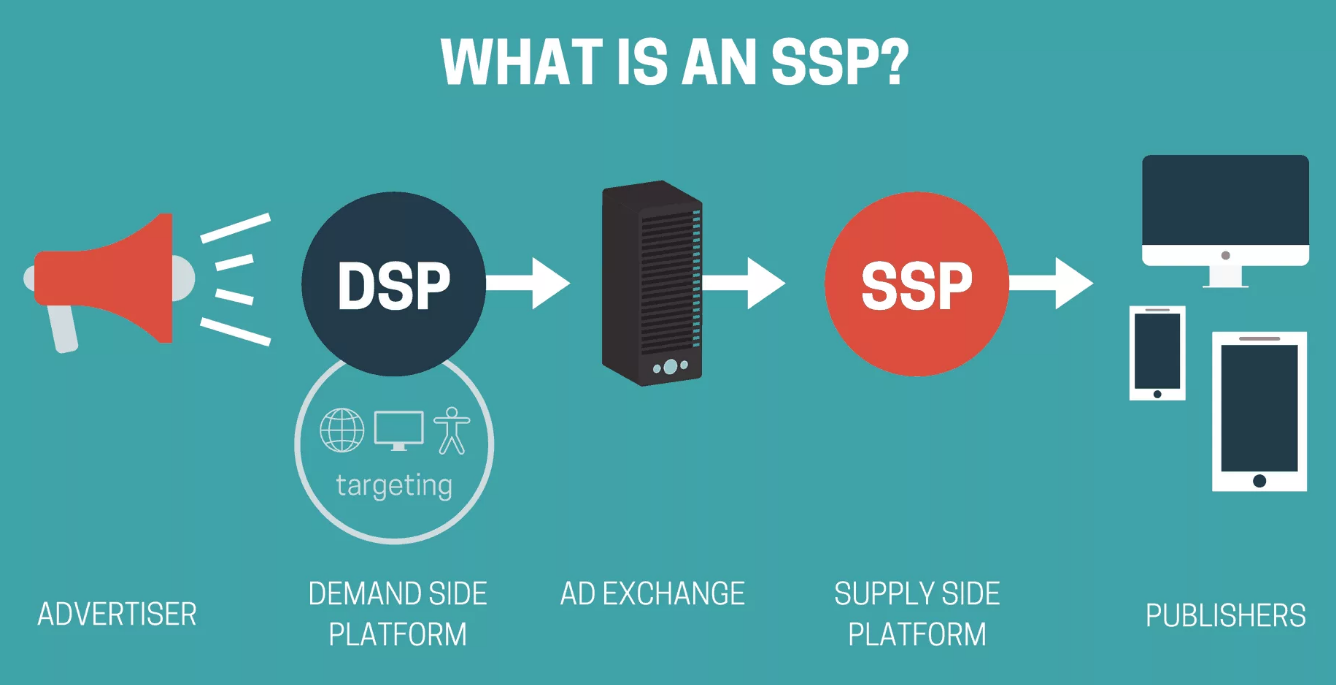 WHAT IS AN SSP?
DSP
SSP
targeting
ADVERTISER
DEMAND SIDE
PLATFORM
AD EXCHANGE
SUPPLY SIDE
PLATFORM
PUBLISHERS